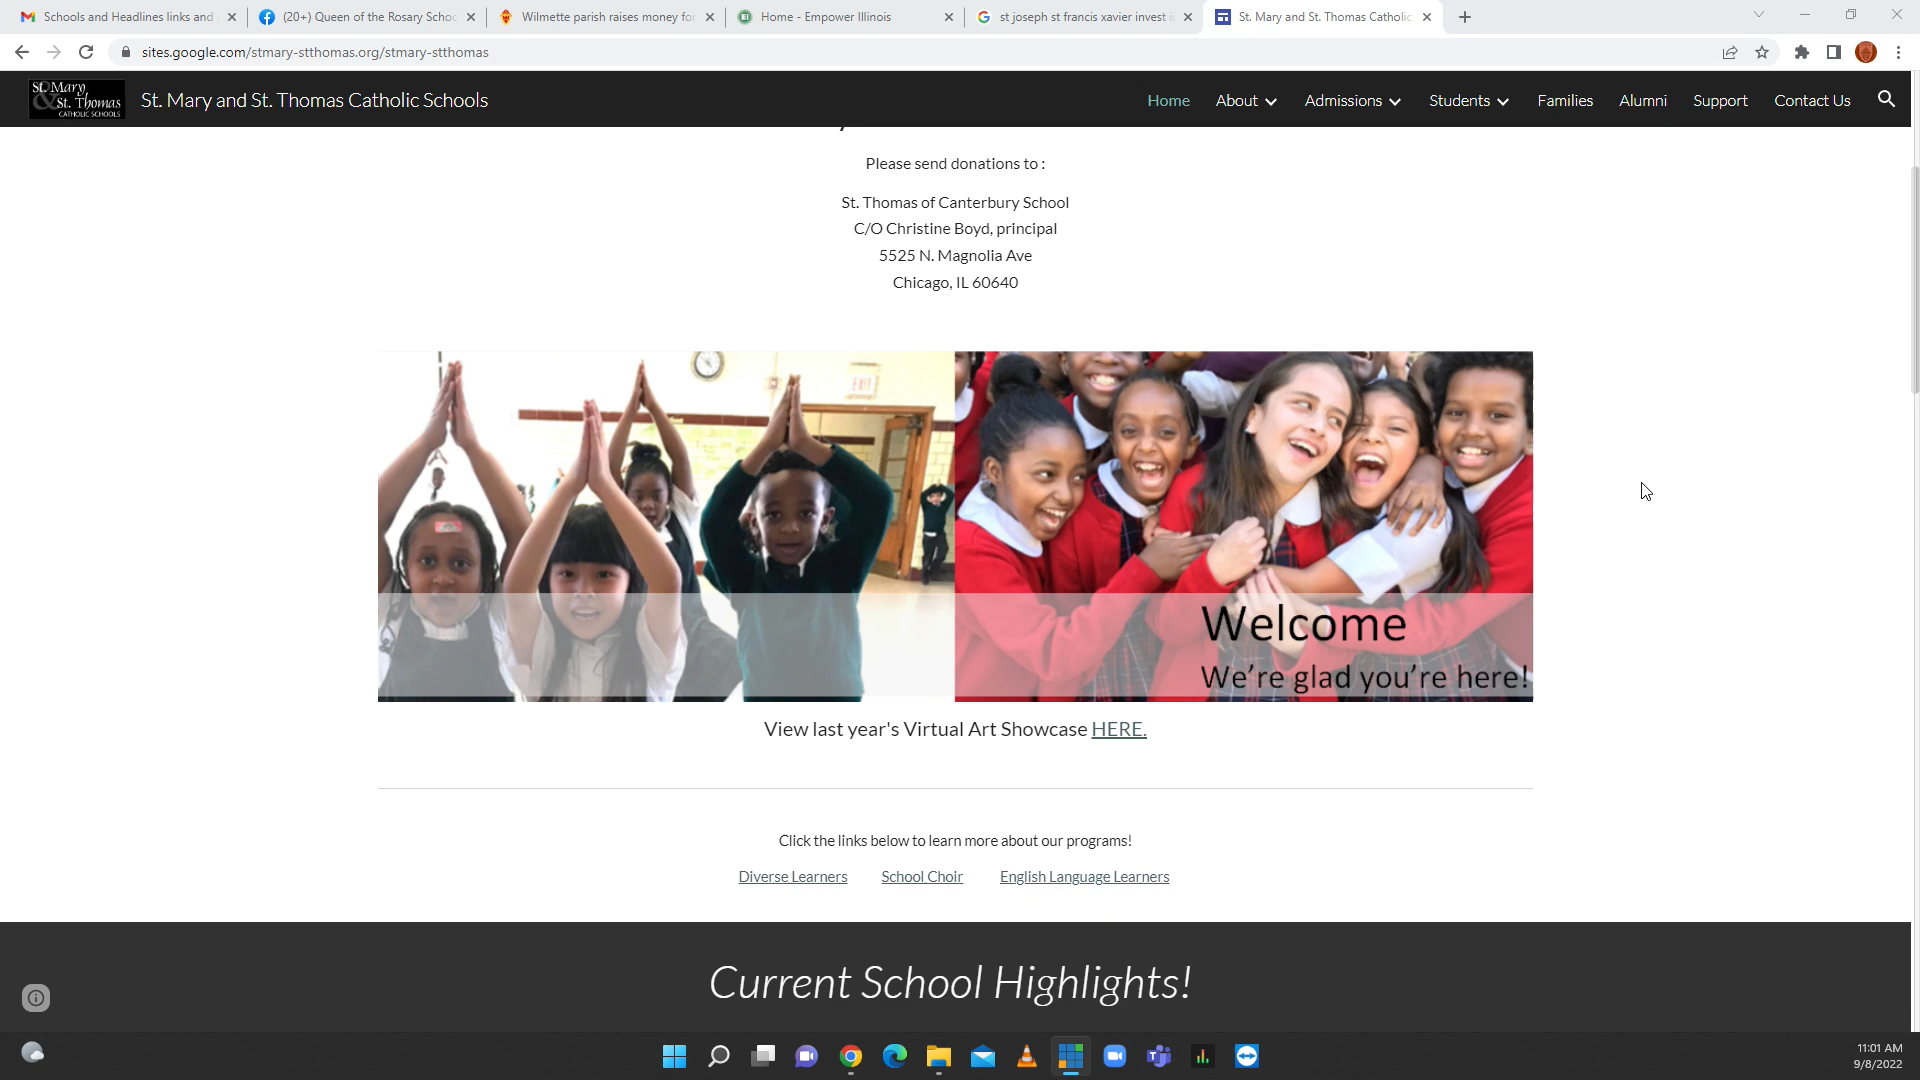 Schools and Headlines links and
(20+) Queen of the Rosary Schoo
Wilmette parish raises money for
Home - Empower Illinois
st joseph st francis xavier invest i
St. Mary and St. Thomas Catholic
sites.google.com/stmary-stthomas.org/stmary-stthomas
St. Mary
& St. Thomas
CATHOLIC SCHOOLS
St. Mary and St. Thomas Catholic Schools
Home
About
Admissions
Students
Families
Alumni
Support
Contact Us
Please send donations to :
St. Thomas of Canterbury School
C/O Christine Boyd, principal
5525 N. Magnolia Ave
Chicago, IL 60640
EXIT
Welcome
We're glad you're here!
View last year's Virtual Art Showcase HERE.
Click the links below to learn more about our programs!
Diverse Learners
School Choir
English Language Learners
Current School Highlights!
11:01 AM
9/8/2022